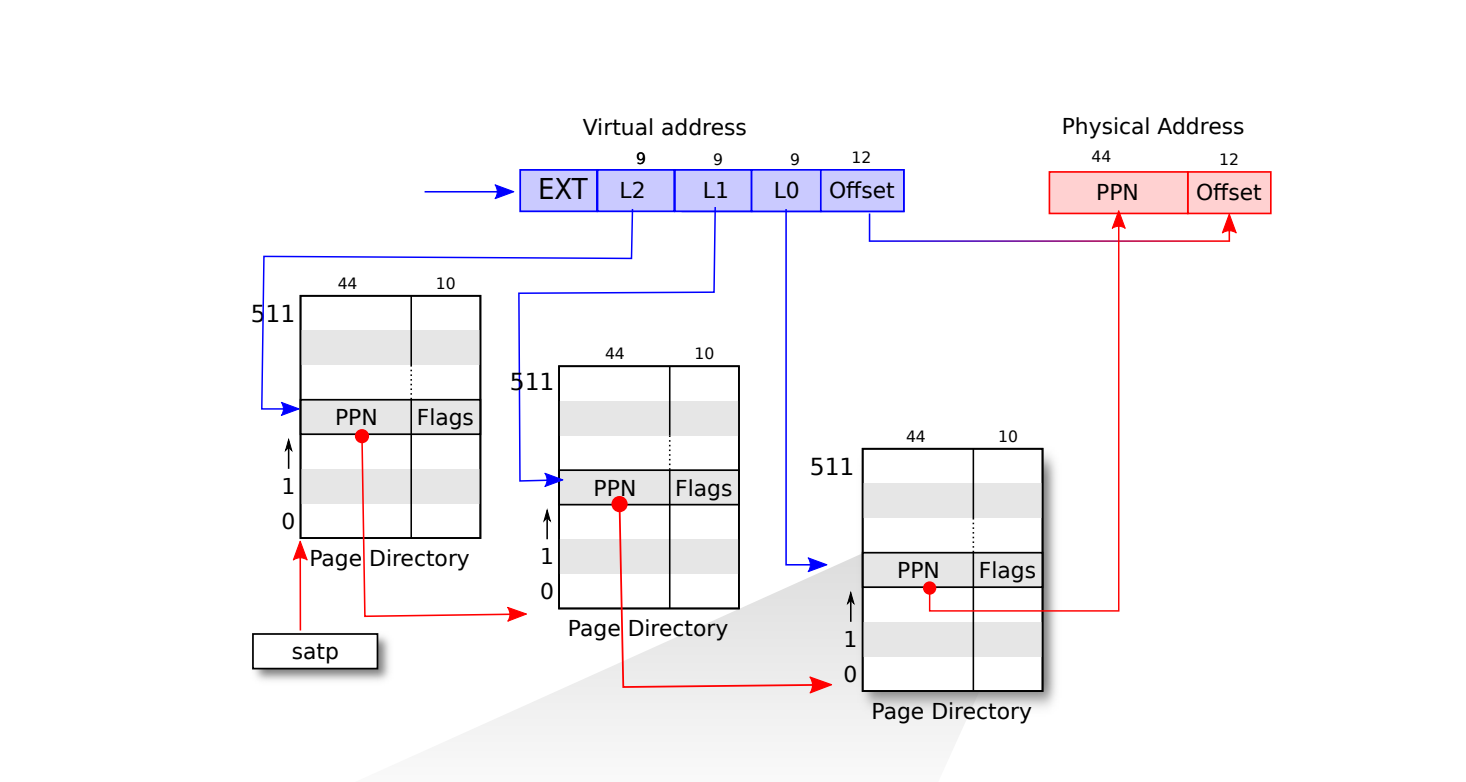 Virtual address
Physical Address
9 9 9 12
44 12
EXT L2 L1 L0 Offset
PPN Offset
44 10
511
PPN Flags
1
0
Page Directory
satp
44 10
511
PPN Flags
1
0
Page Directory
44 10
511
PPN Flags
1
0
Page Directory